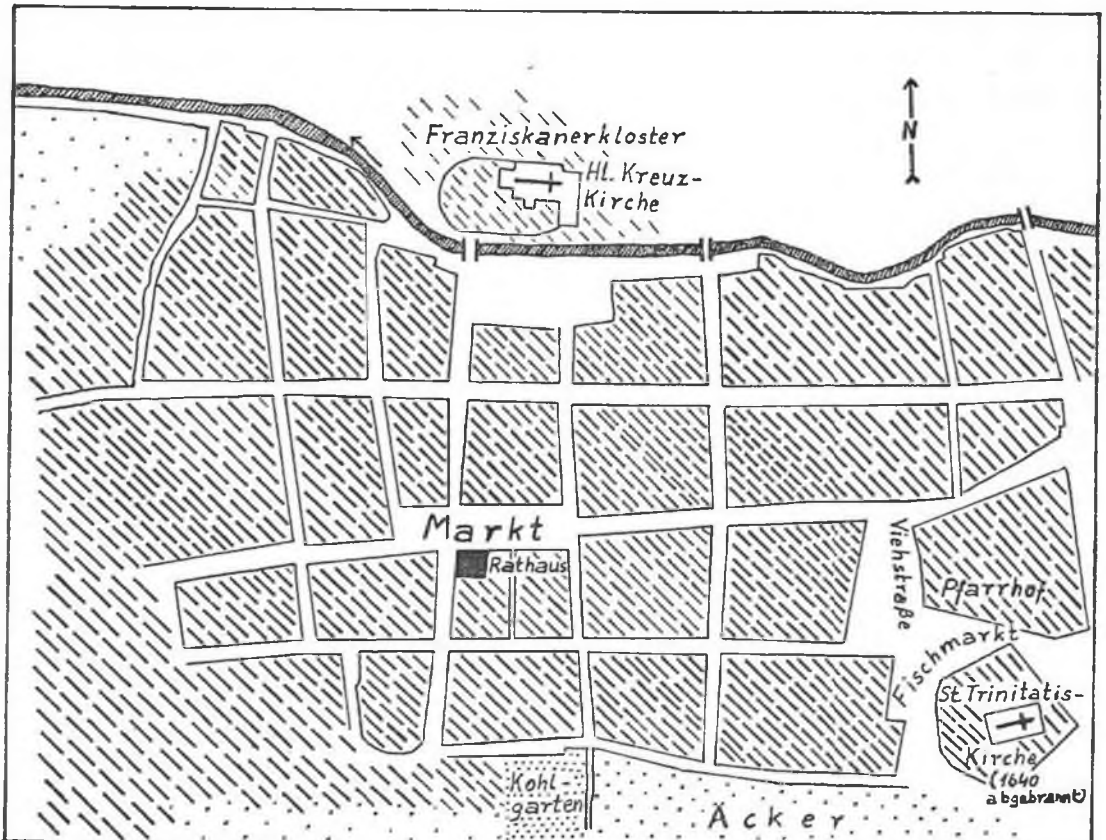 Franziskanerkloster
Hl. Kreuz-
Kirche
N
Markt
Rathaus
Viehstraße
Pfarrhof
Fischmarkt
St. Trinitatis-
Kirche
(1640
abgebrannt)
Kohl-
garten
Äcker